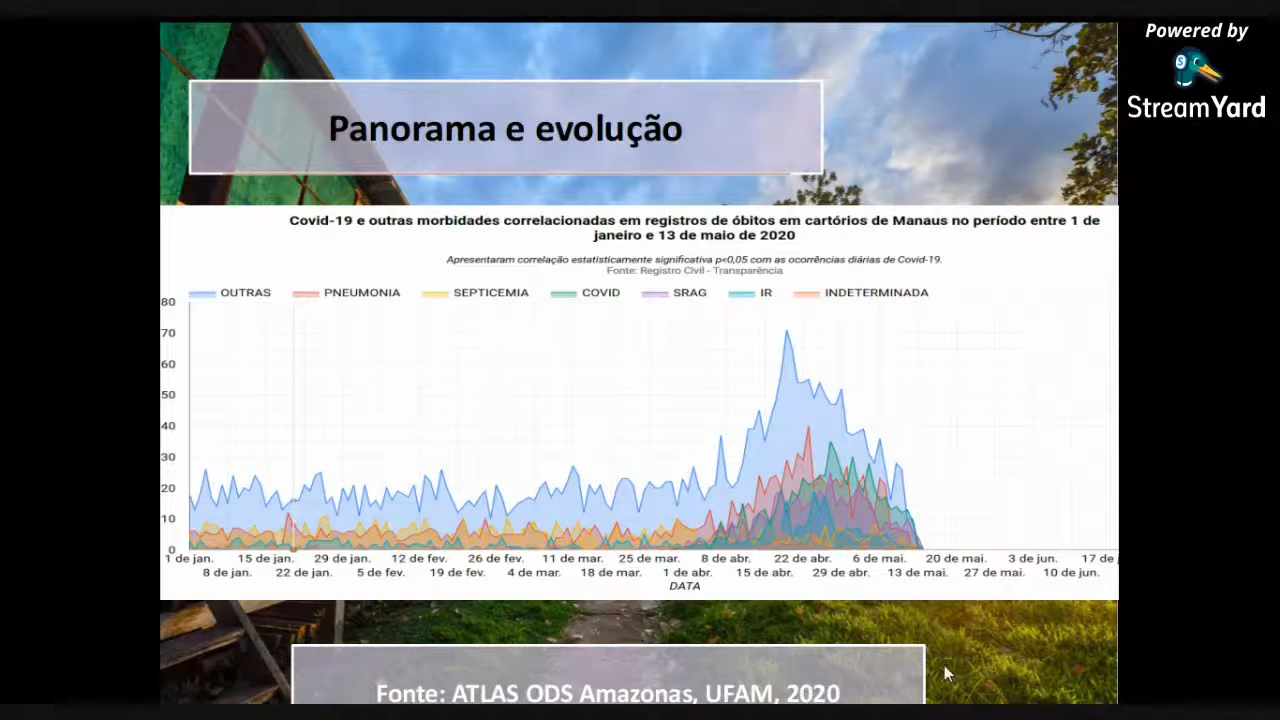 Powered by
StreamYard
Panorama e evolução
Covid-19 e outras morbidades correlacionadas em registros de óbitos em cartórios de Manaus no período entre 1 de
janeiro e 13 de maio de 2020
Apresentaram correlação estatisticamente significativa p<0,05 com as ocorrências diárias de Covid-19.
Fonte: Registro Civil - Transparência
OUTRAS PNEUMONIA SEPTICEMIA COVID SRAG IR INDETERMINADA
80
70
60
50
40
30
20
10
0
1 de jan. 15 de jan. 29 de jan. 12 de fev. 26 de fev. 11 de mar. 25 de mar. 8 de abr. 22 de abr. 6 de mai. 20 de mai. 3 de jun. 17 de j
8 de jan. 22 de jan. 5 de fev. 19 de fev. 4 de mar. 18 de mar. 1 de abr. 15 de abr. 29 de abr. 13 de mai. 27 de mai. 10 de jun.
DATA
Fonte: ATLAS ODS Amazonas, UFAM, 2020